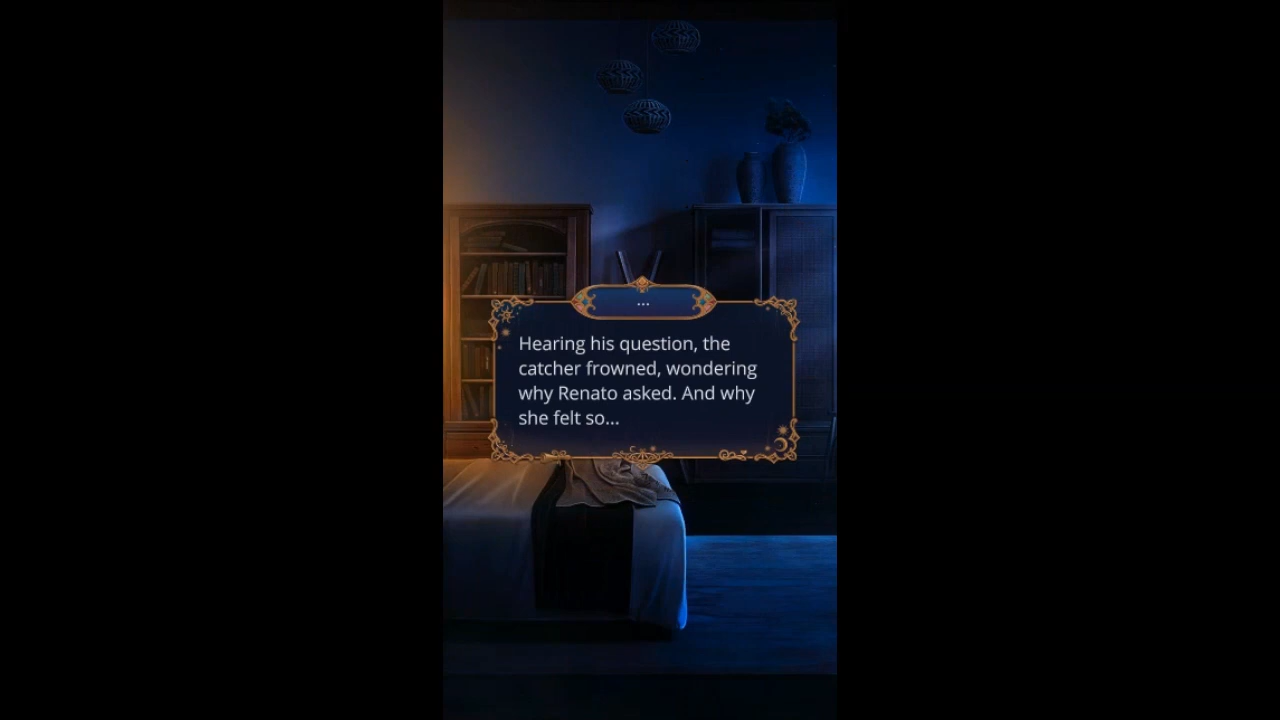 ...
Hearing his question, the
catcher frowned, wondering
why Renato asked. And why
she felt so...